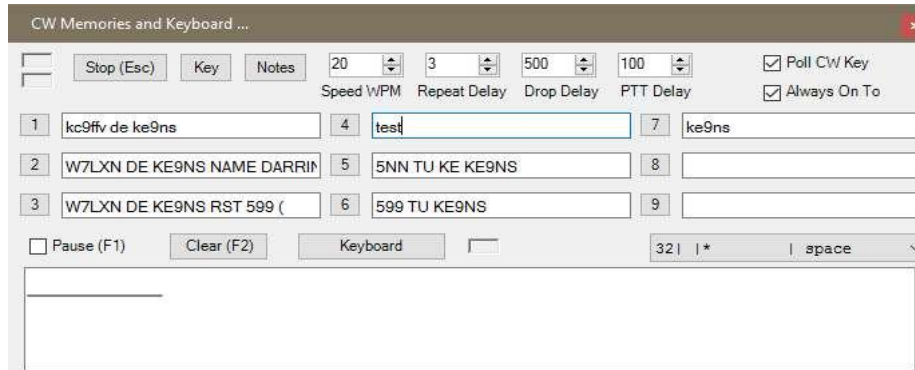 CW Memories and Keyboard ...
Stop (Esc) Key Notes 20 3 500 100 Poll CW Key
Speed WPM Repeat Delay Drop Delay PTT Delay Always On To
1 kc9ffv de ke9ns 4 test 7 ke9ns
2 W7LXN DE KE9NS NAME DARRIN 5 5NN TU KE KE9NS 8
3 W7LXN DE KE9NS RST 599 ( 6 599 TU KE9NS 9
Pause (F1) Clear (F2) Keyboard 32| |* | space